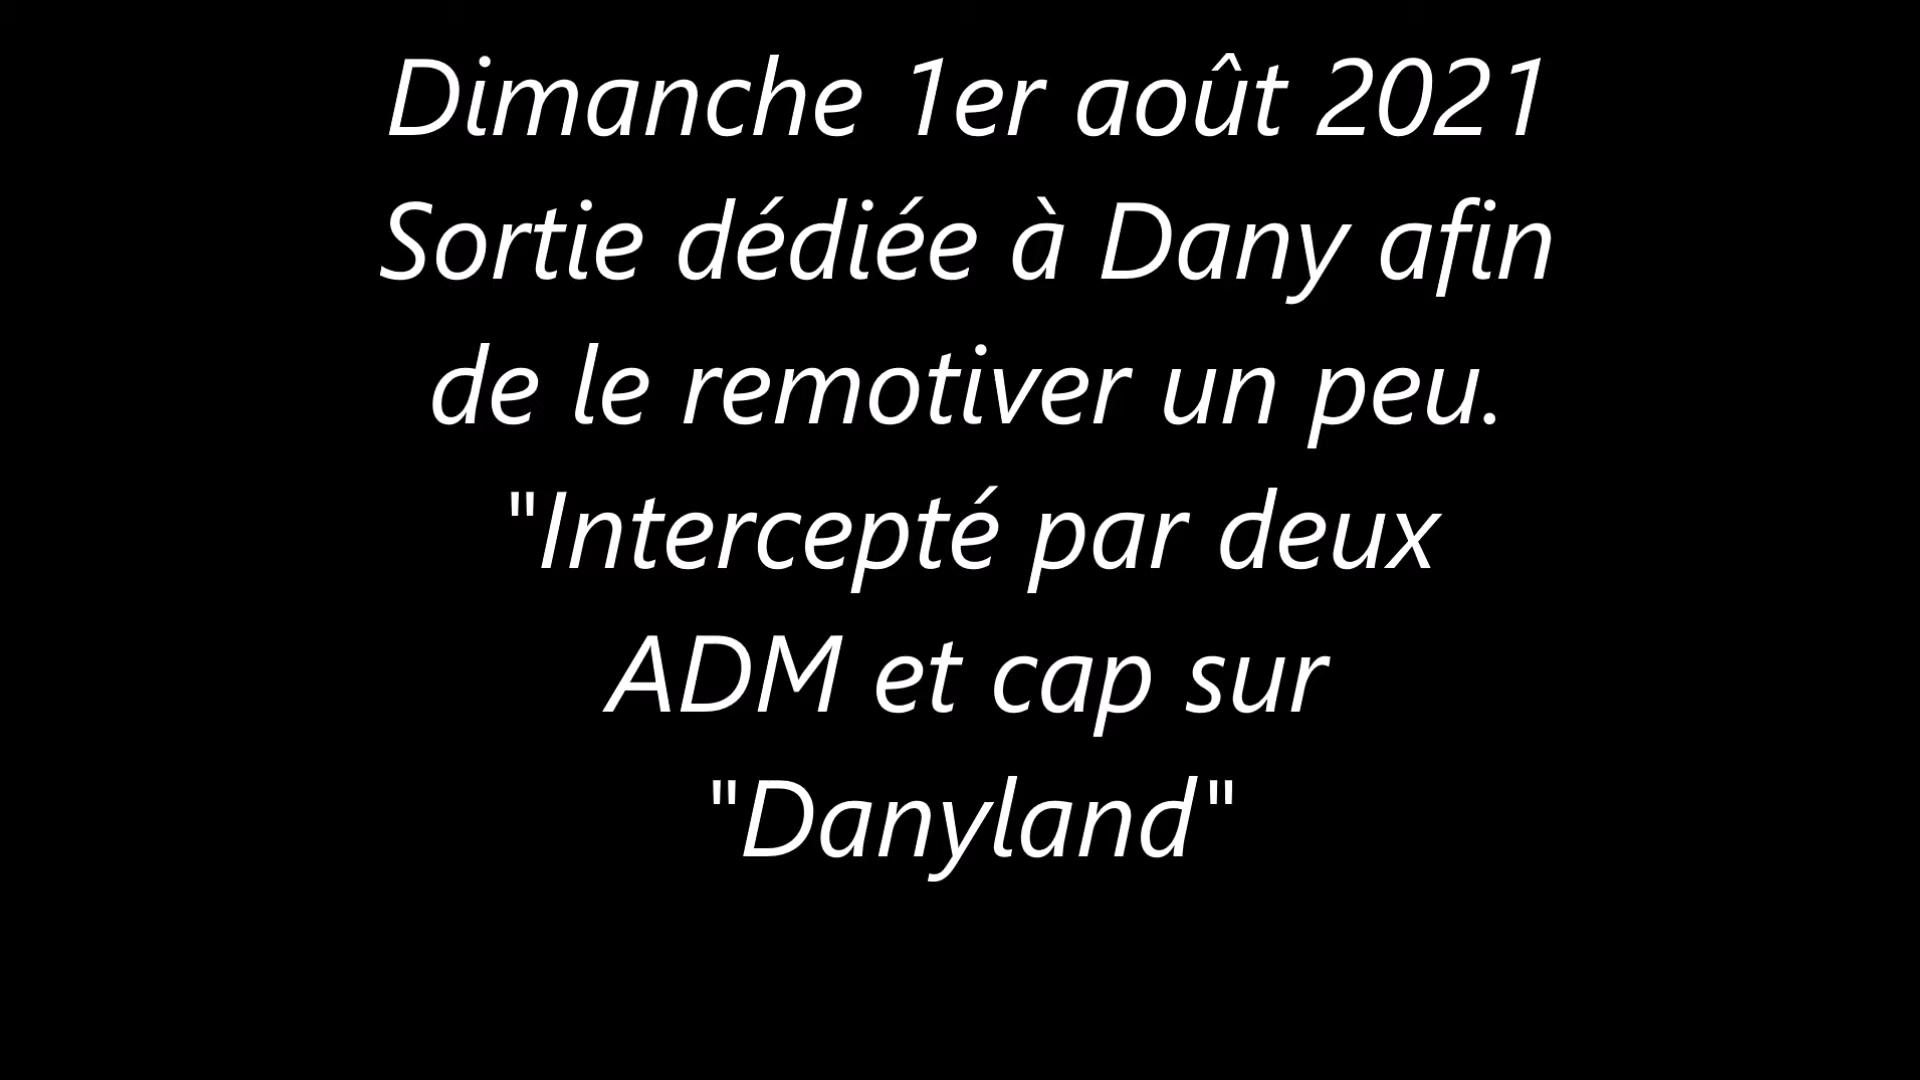 Dimanche 1er août 2021
Sortie dédiée à Dany afin
de le remotiver un peu.
"Intercepté par deux
ADM et cap sur
"Danyland"